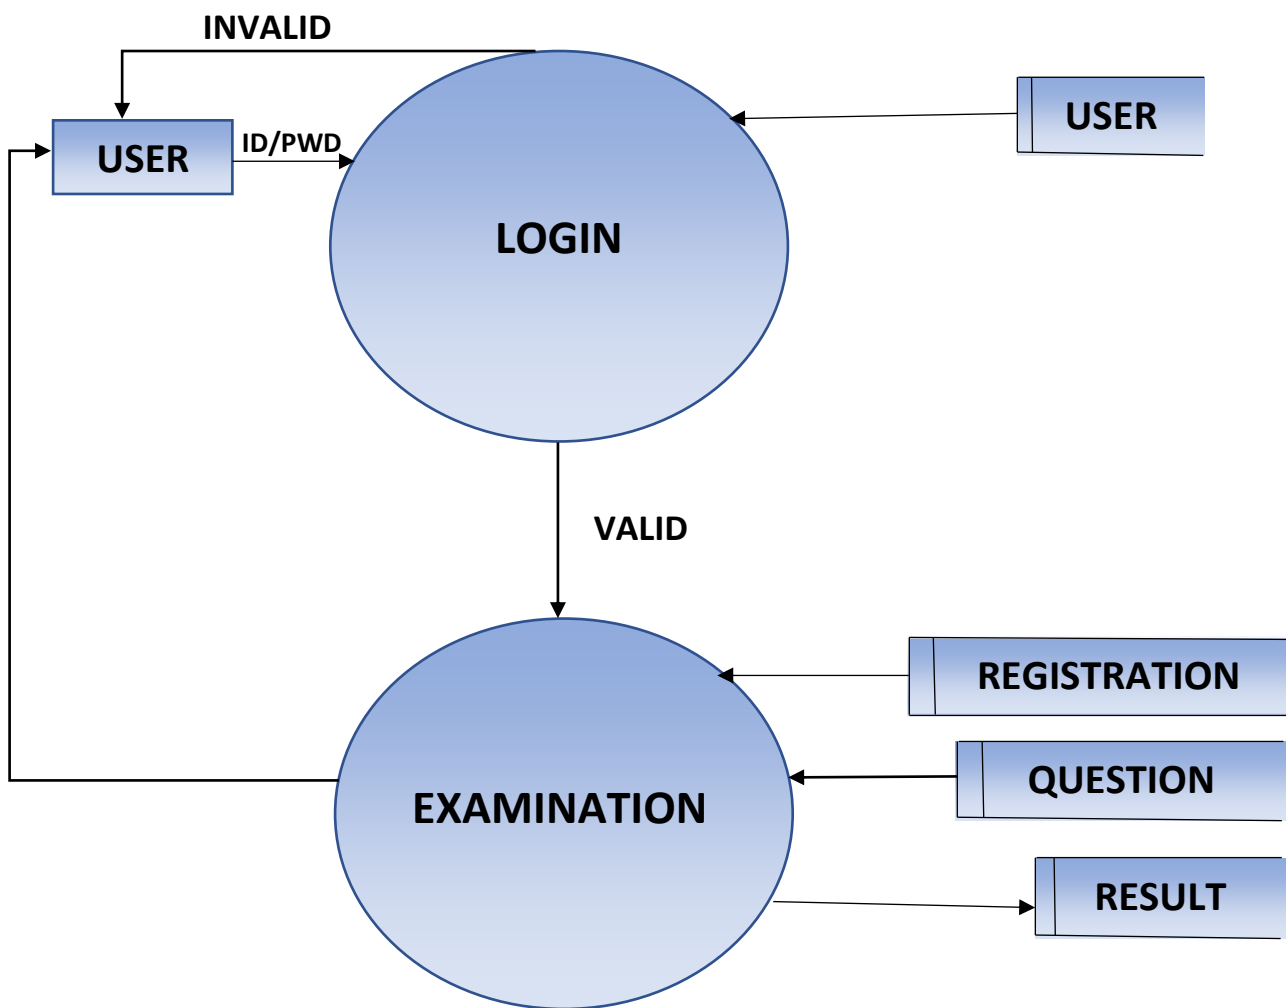 INVALID
USER
ID/PWD
USER
LOGIN
VALID
REGISTRATION
QUESTION
EXAMINATION
RESULT